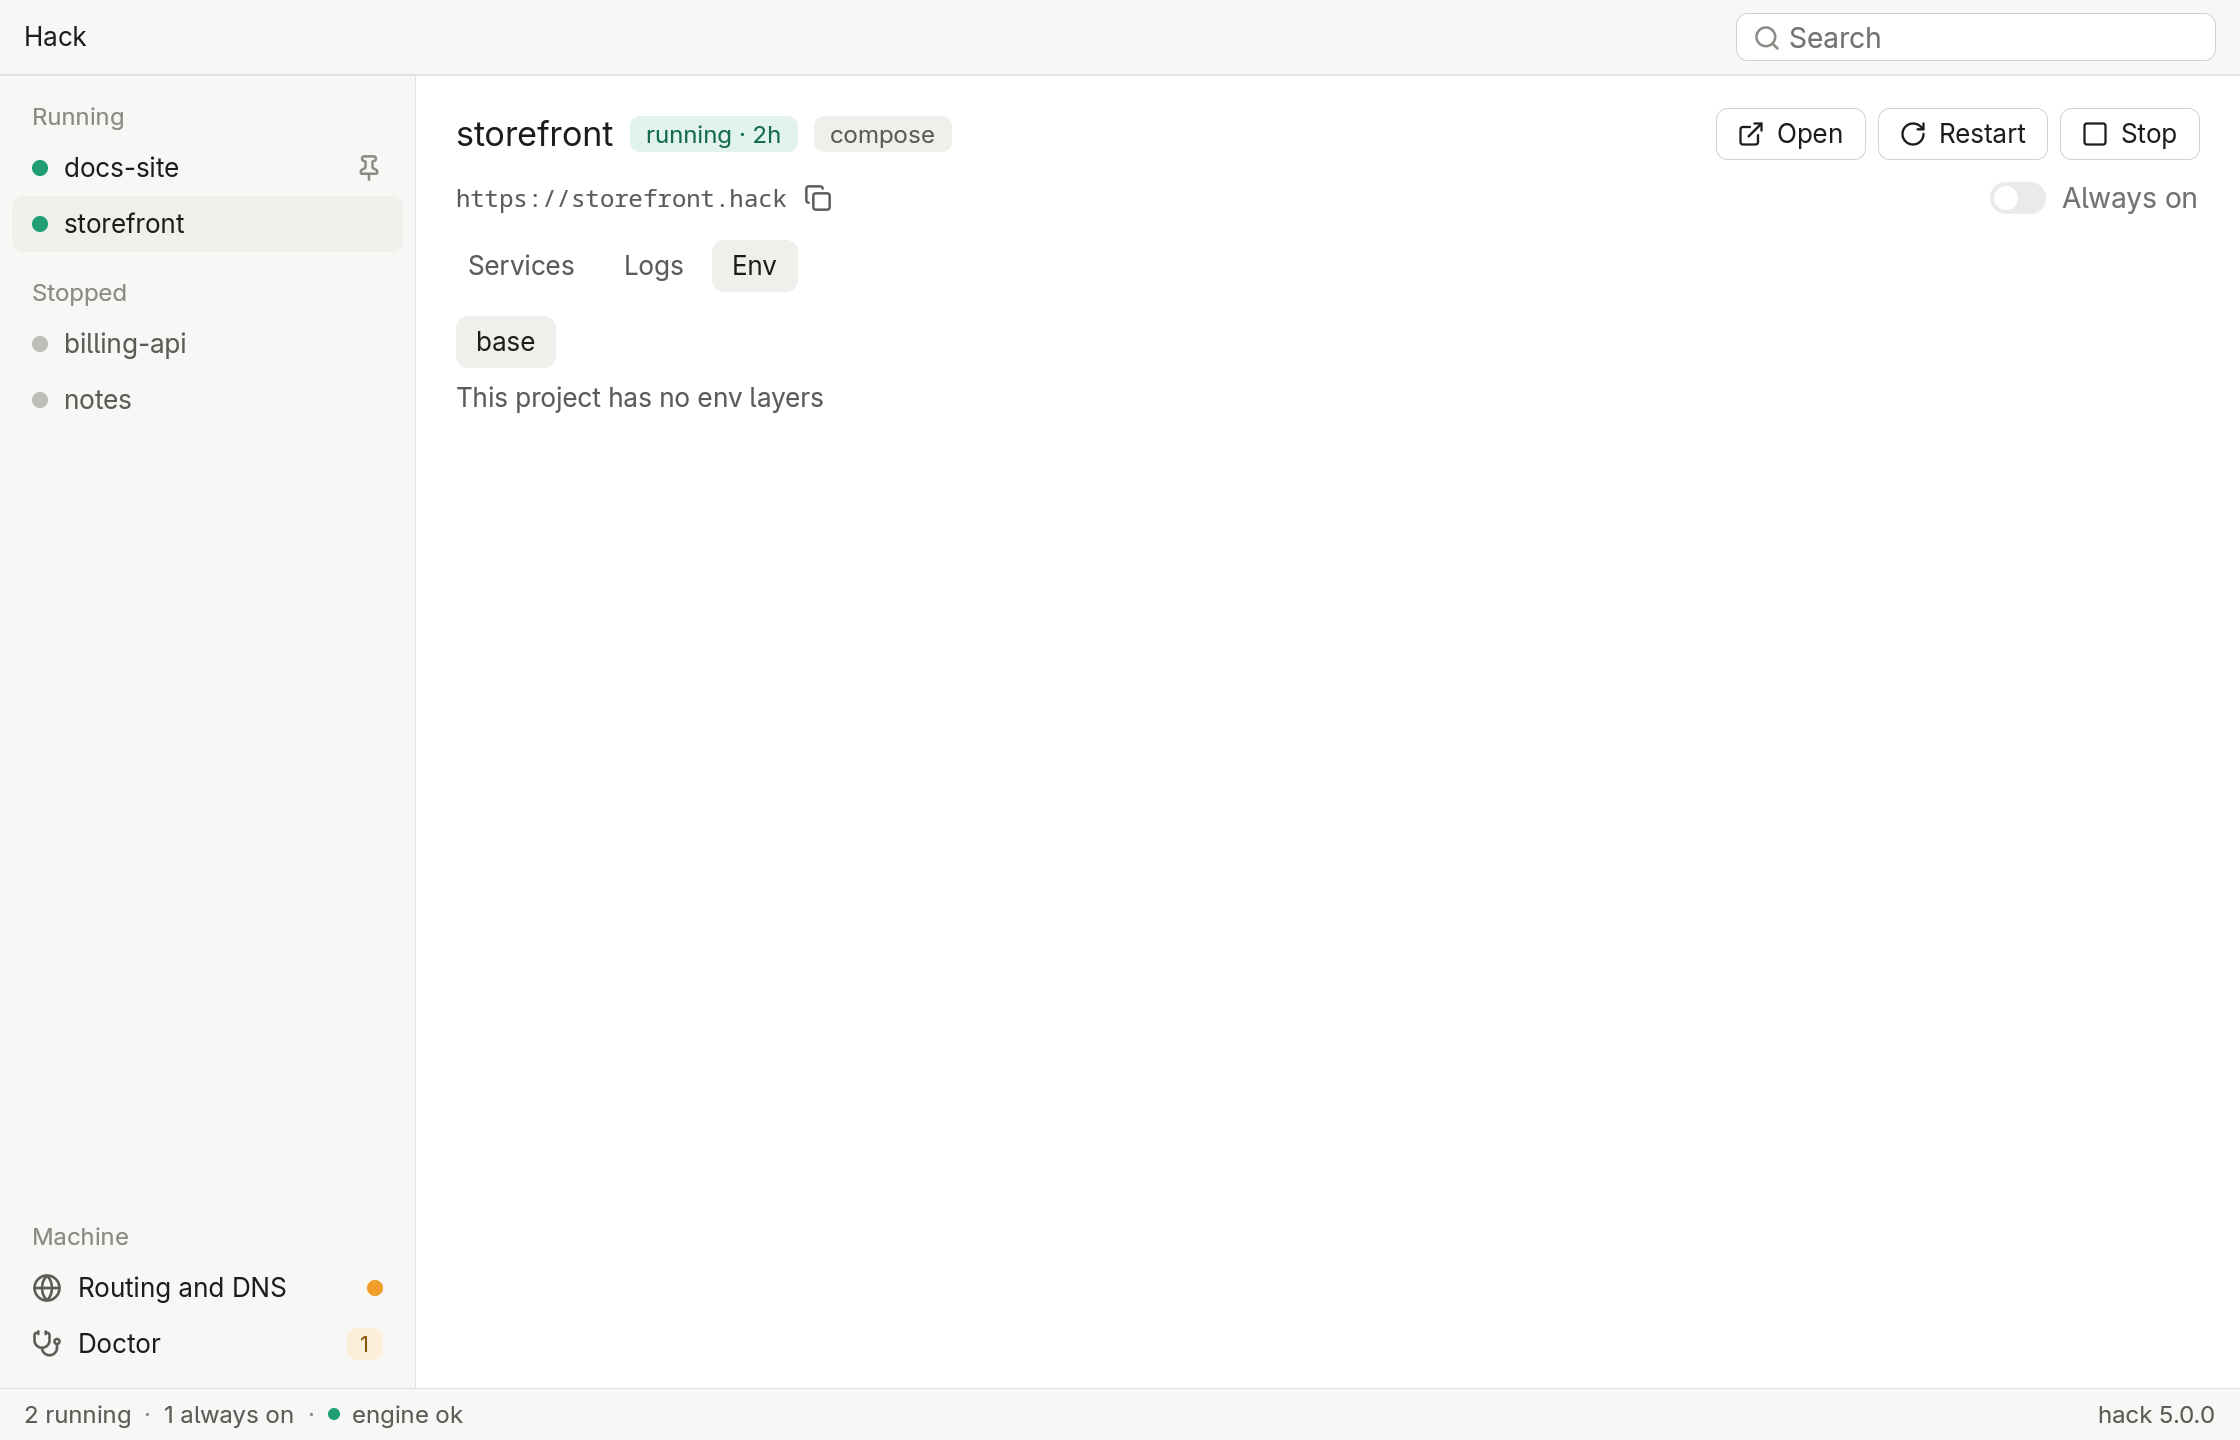 Hack
Search
Running
docs-site
storefront
Stopped
billing-api
notes
Machine
Routing and DNS
Doctor 1
storefront running · 2h compose
Open Restart Stop
https://storefront.hack
Always on
Services Logs Env
base
This project has no env layers
2 running · 1 always on · engine ok
hack 5.0.0